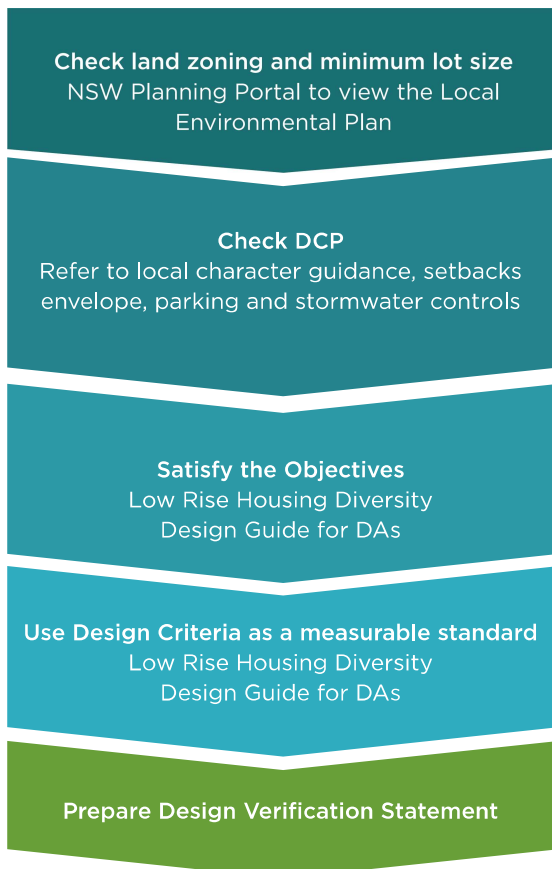 Check land zoning and minimum lot size
NSW Planning Portal to view the Local
Environmental Plan
Check DCP
Refer to local character guidance, setbacks
envelope, parking and stormwater controls
Satisfy the Objectives
Low Rise Housing Diversity
Design Guide for DAs
Use Design Criteria as a measurable standard
Low Rise Housing Diversity
Design Guide for DAs
Prepare Design Verification Statement